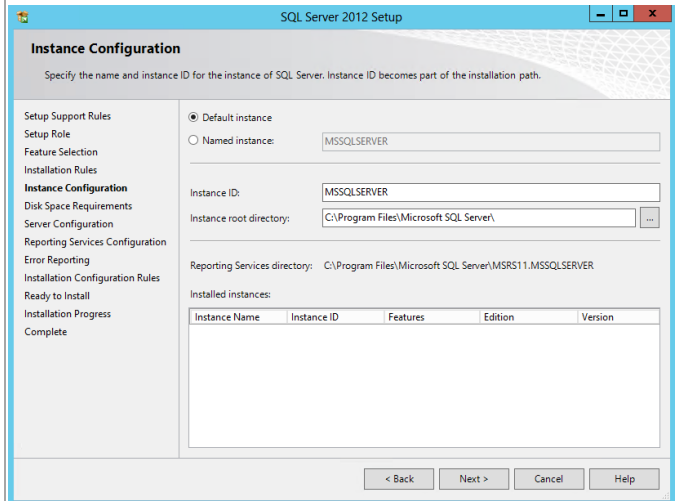 SQL Server 2012 Setup
Instance Configuration
Specify the name and instance ID for the instance of SQL Server. Instance ID becomes part of the installation path.
Setup Support Rules
Setup Role
Feature Selection
Installation Rules
Instance Configuration
Disk Space Requirements
Server Configuration
Reporting Services Configuration
Error Reporting
Installation Configuration Rules
Ready to Install
Installation Progress
Complete
Default instance
Named instance: MSSQLSERVER
Instance ID: MSSQLSERVER
Instance root directory: C:\Program Files\Microsoft SQL Server\ ...
Reporting Services directory: C:\Program Files\Microsoft SQL Server\MSRS11.MSSQLSERVER
Installed instances:
Instance Name Instance ID Features Edition Version
< Back Next > Cancel Help